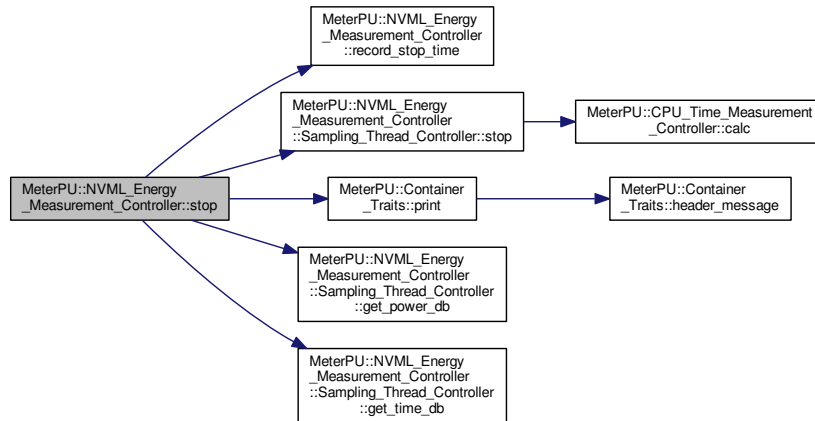 MeterPU::NVML_Energy
_Measurement_Controller
::record_stop_time
MeterPU::NVML_Energy
_Measurement_Controller
::Sampling_Thread_Controller::stop
MeterPU::CPU_Time_Measurement
_Controller::calc
MeterPU::NVML_Energy
_Measurement_Controller::stop
MeterPU::Container
_Traits::print
MeterPU::Container
_Traits::header_message
MeterPU::NVML_Energy
_Measurement_Controller
::Sampling_Thread_Controller
::get_power_db
MeterPU::NVML_Energy
_Measurement_Controller
::Sampling_Thread_Controller
::get_time_db